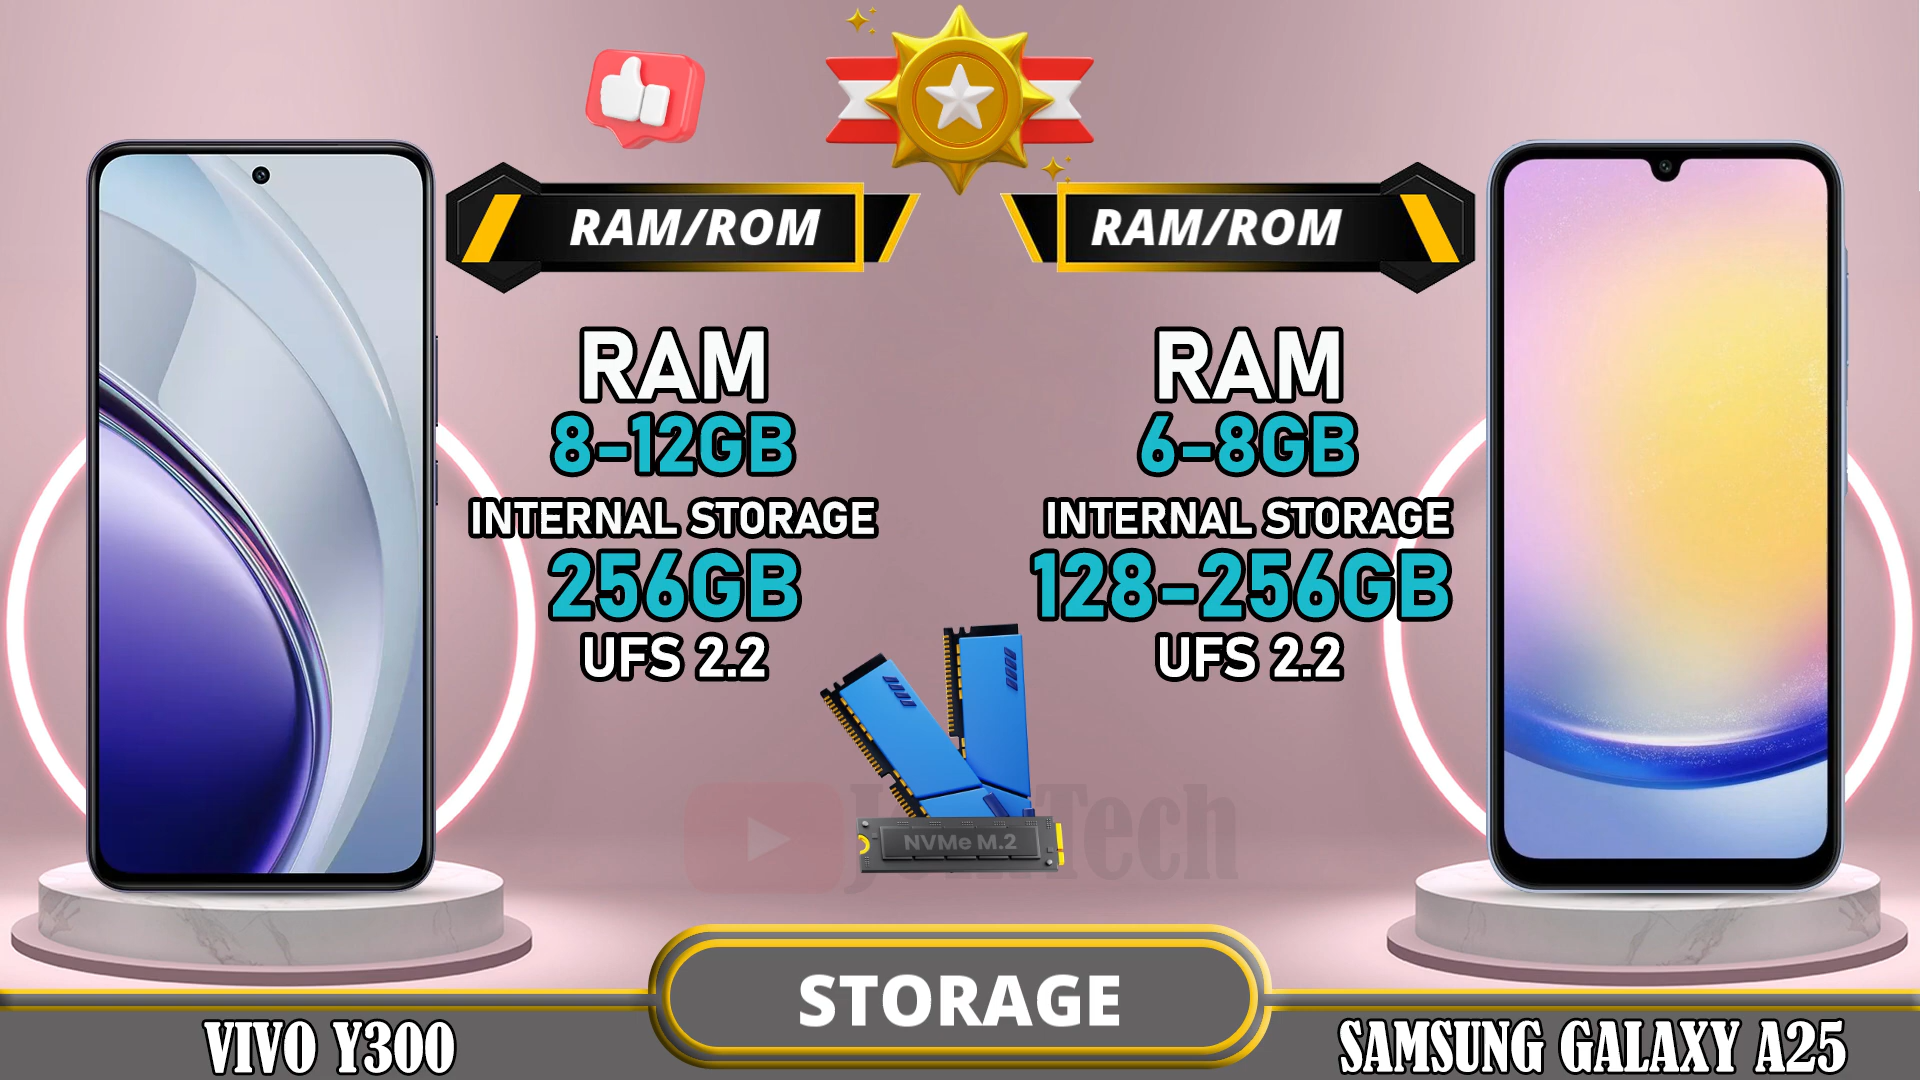 RAM/ROM
RAM
8-12GB
INTERNAL STORAGE
256GB
UFS 2.2
RAM/ROM
RAM
6-8GB
INTERNAL STORAGE
128-256GB
UFS 2.2
NVMe M.2
Tech
STORAGE
VIVO Y300
SAMSUNG GALAXY A25